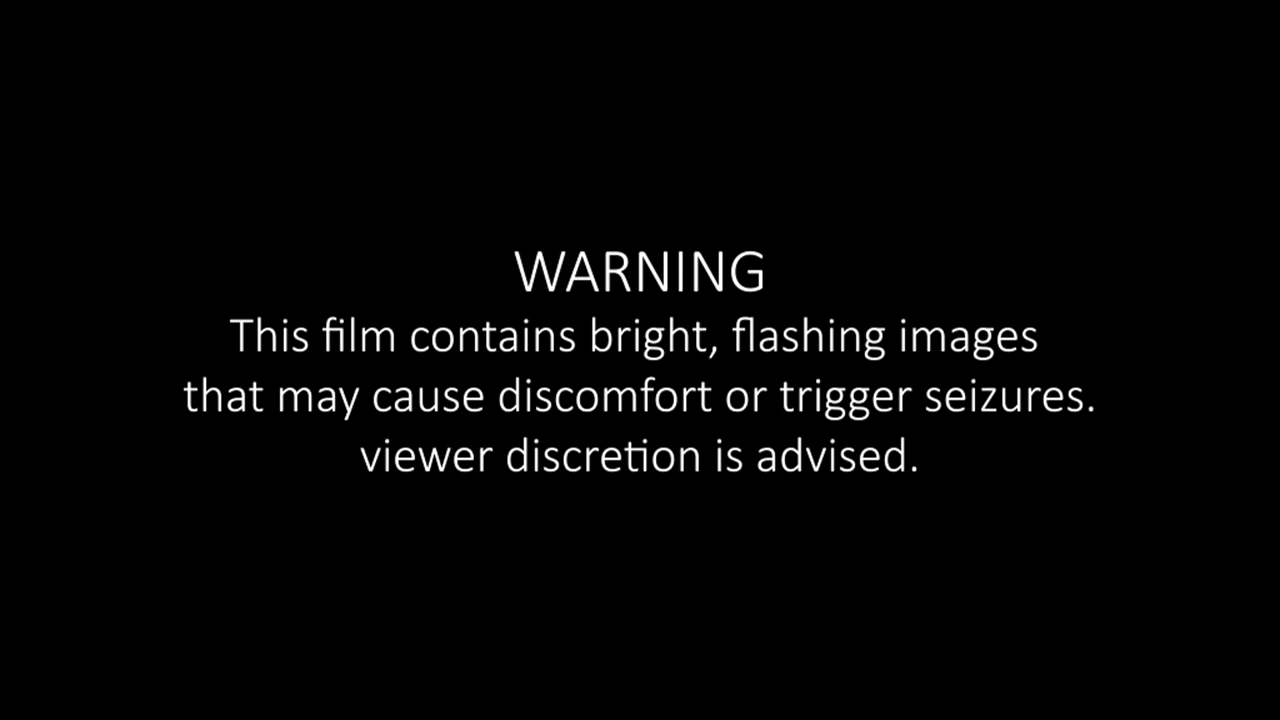 WARNING
This film contains bright, flashing images
that may cause discomfort or trigger seizures.
viewer discretion is advised.